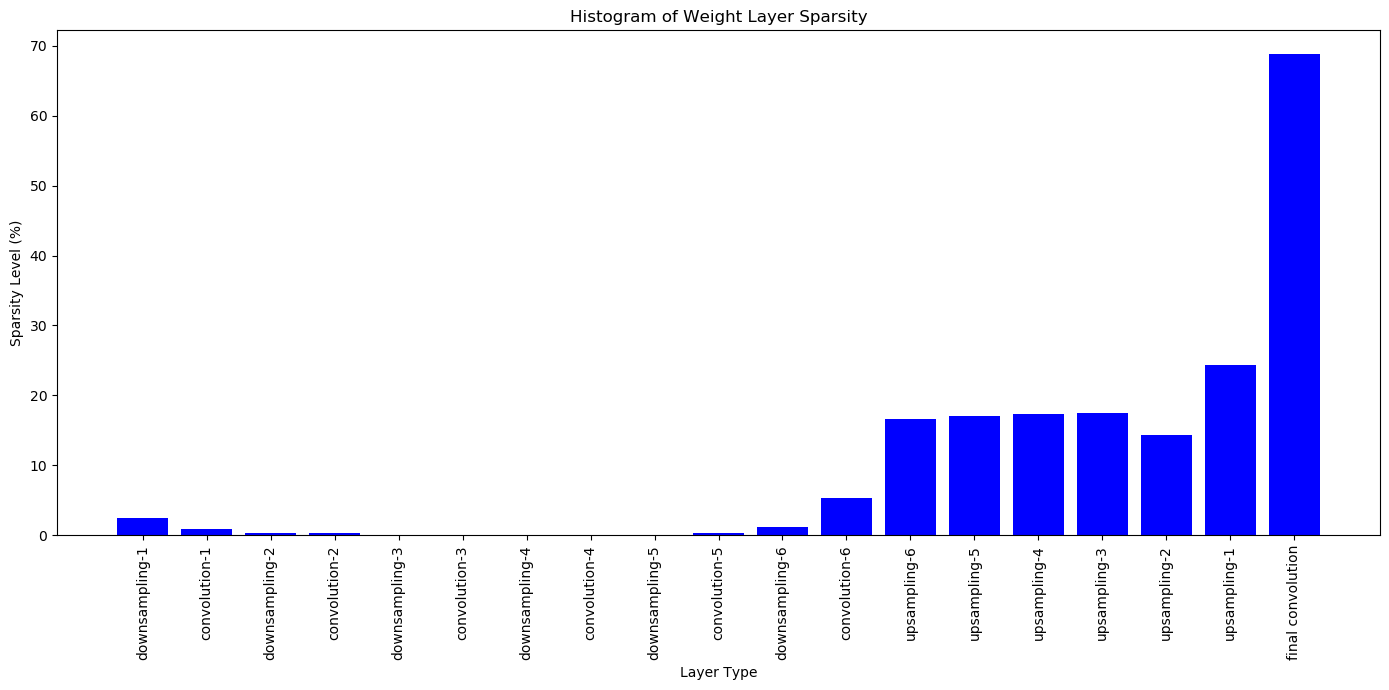 Histogram of Weight Layer Sparsity
Sparsity Level (%)
70
60
50
40
30
20
10
0
downsampling-1
convolution-1
downsampling-2
convolution-2
downsampling-3
convolution-3
downsampling-4
convolution-4
downsampling-5
convolution-5
downsampling-6
convolution-6
upsampling-6
upsampling-5
upsampling-4
upsampling-3
upsampling-2
upsampling-1
final convolution
Layer Type